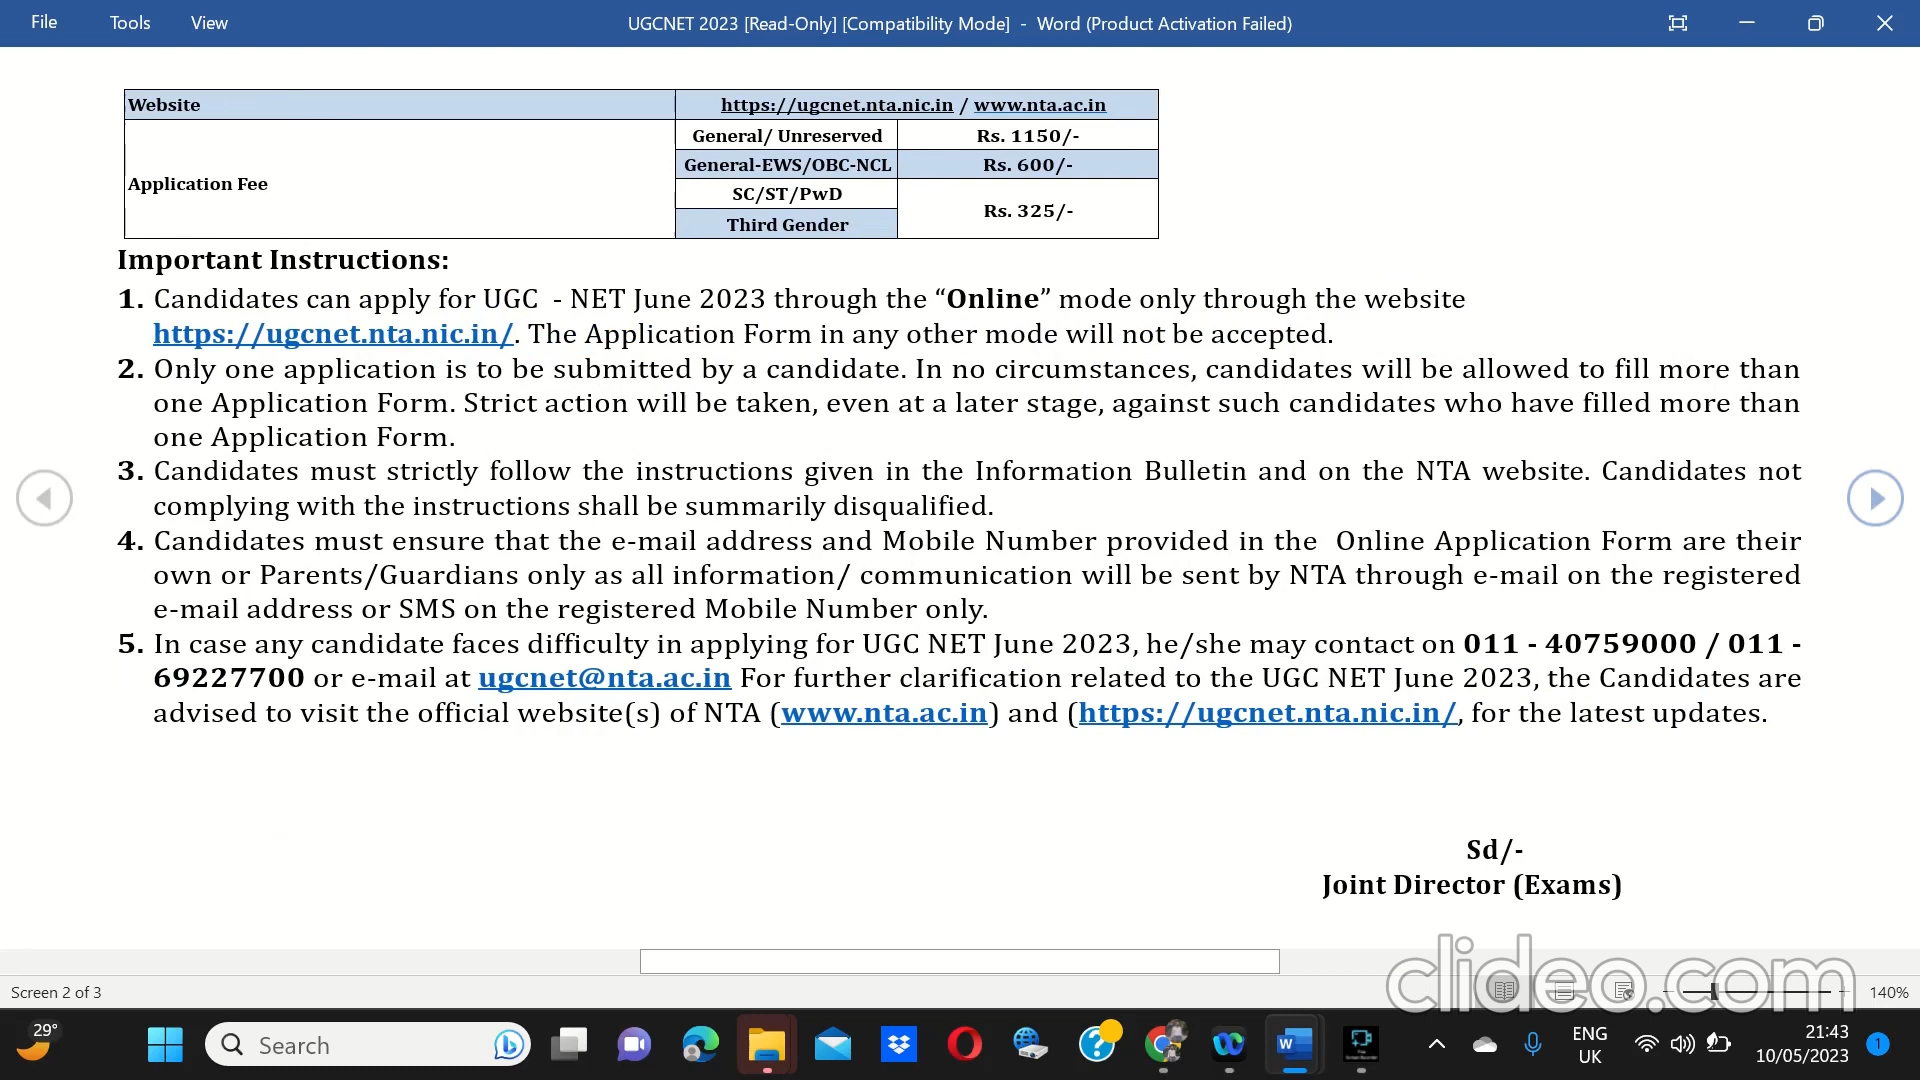 File Tools View UGCNET 2023 [Read-Only] [Compatibility Mode] - Word (Product Activation Failed)
Website https://ugcnet.nta.nic.in / www.nta.ac.in
Application Fee
General/ Unreserved Rs. 1150/-
General-EWS/OBC-NCL Rs. 600/-
SC/ST/PwD
Rs. 325/-
Third Gender
Important Instructions:
1. Candidates can apply for UGC - NET June 2023 through the “Online” mode only through the website
https://ugcnet.nta.nic.in/. The Application Form in any other mode will not be accepted.
2. Only one application is to be submitted by a candidate. In no circumstances, candidates will be allowed to fill more than
one Application Form. Strict action will be taken, even at a later stage, against such candidates who have filled more than
one Application Form.
3. Candidates must strictly follow the instructions given in the Information Bulletin and on the NTA website. Candidates not
complying with the instructions shall be summarily disqualified.
4. Candidates must ensure that the e-mail address and Mobile Number provided in the Online Application Form are their
own or Parents/Guardians only as all information/ communication will be sent by NTA through e-mail on the registered
e-mail address or SMS on the registered Mobile Number only.
5. In case any candidate faces difficulty in applying for UGC NET June 2023, he/she may contact on 011 - 40759000 / 011 -
69227700 or e-mail at ugcnet@nta.ac.in For further clarification related to the UGC NET June 2023, the Candidates are
advised to visit the official website(s) of NTA (www.nta.ac.in) and (https://ugcnet.nta.nic.in/, for the latest updates.
Sd/-
Joint Director (Exams)
clideo.com
Screen 2 of 3 140%
29°
Search
ENG
UK
21:43
10/05/2023
1